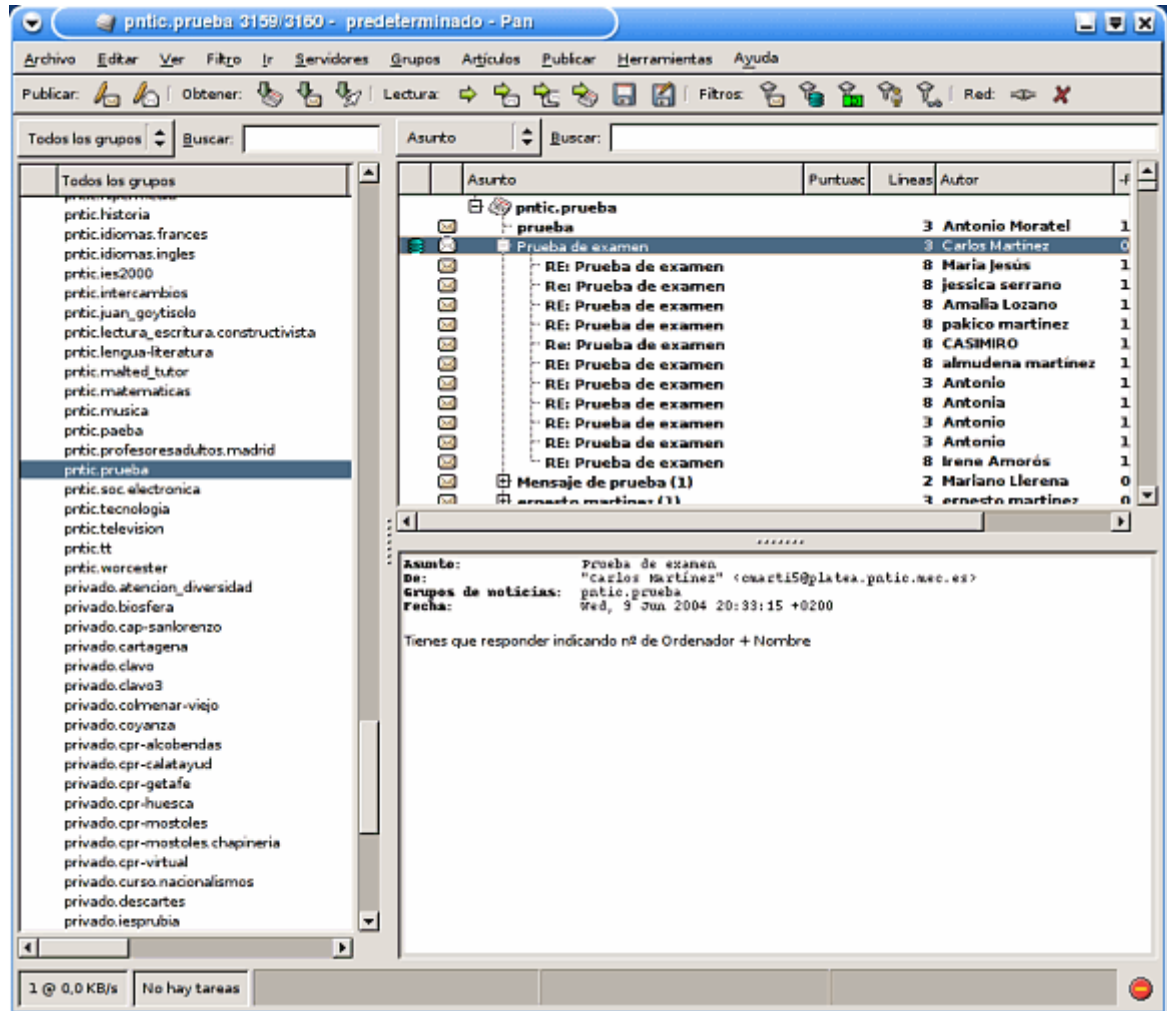 pntic.prueba 3159/3160 - predeterminado - Pan
Archivo Editar Ver Filtro Ir Servidores Grupos Artículos Publicar Herramientas Ayuda
Publicar: Obtener: Lectura: Filtros: Red:
Todos los grupos Buscar:
Todos los grupos
pntic.historia
pntic.idiomas.frances
pntic.idiomas.ingles
pntic.ies2000
pntic.intercambios
pntic.juan_goytisolo
pntic.lectura_escritura.constructivista
pntic.lengua-literatura
pntic.malted_tutor
pntic.matematicas
pntic.musica
pntic.paeba
pntic.profesoresadultos.madrid
pntic.prueba
pntic.soc.electronica
pntic.tecnologia
pntic.television
pntic.tt
pntic.worcester
privado.atencion_diversidad
privado.biosfera
privado.cap-sanlorenzo
privado.cartagena
privado.clavo
privado.clavo3
privado.colmenar-viejo
privado.coyanza
privado.cpr-alcobendas
privado.cpr-calatayud
privado.cpr-getafe
privado.cpr-huesca
privado.cpr-mostoles
privado.cpr-mostoles.chapineria
privado.cpr-virtual
privado.curso.nacionalismos
privado.descartes
privado.iesprubia
Asunto Buscar:
Asunto Puntuac Líneas Autor -F
pntic.prueba
prueba 3 Antonio Moratel 1
Prueba de examen 3 Carlos Martínez 0
RE: Prueba de examen 8 Maria Jesús 1
Re: Prueba de examen 8 jessica serrano 1
RE: Prueba de examen 8 Amalia Lozano 1
RE: Prueba de examen 8 pakico martinez 1
Re: Prueba de examen 8 CASIMIRO 1
RE: Prueba de examen 8 almudena martínez 1
RE: Prueba de examen 3 Antonio 1
RE: Prueba de examen 8 Antonia 1
RE: Prueba de examen 3 Antonio 1
RE: Prueba de examen 3 Antonio 1
RE: Prueba de examen 8 Irene Amorós 1
Mensaje de prueba (1) 2 Mariano Llerena 0
ernesto martinez (1) 3 ernesto martinez 0
Asunto: Prueba de examen
De: "Carlos Martínez" <cmarti5@platea.pntic.mec.es>
Grupos de noticias: pntic.prueba
Fecha: Wed, 9 Jun 2004 20:33:15 +0200
Tienes que responder indicando nº de Ordenador + Nombre
1 @ 0,0 KB/s No hay tareas